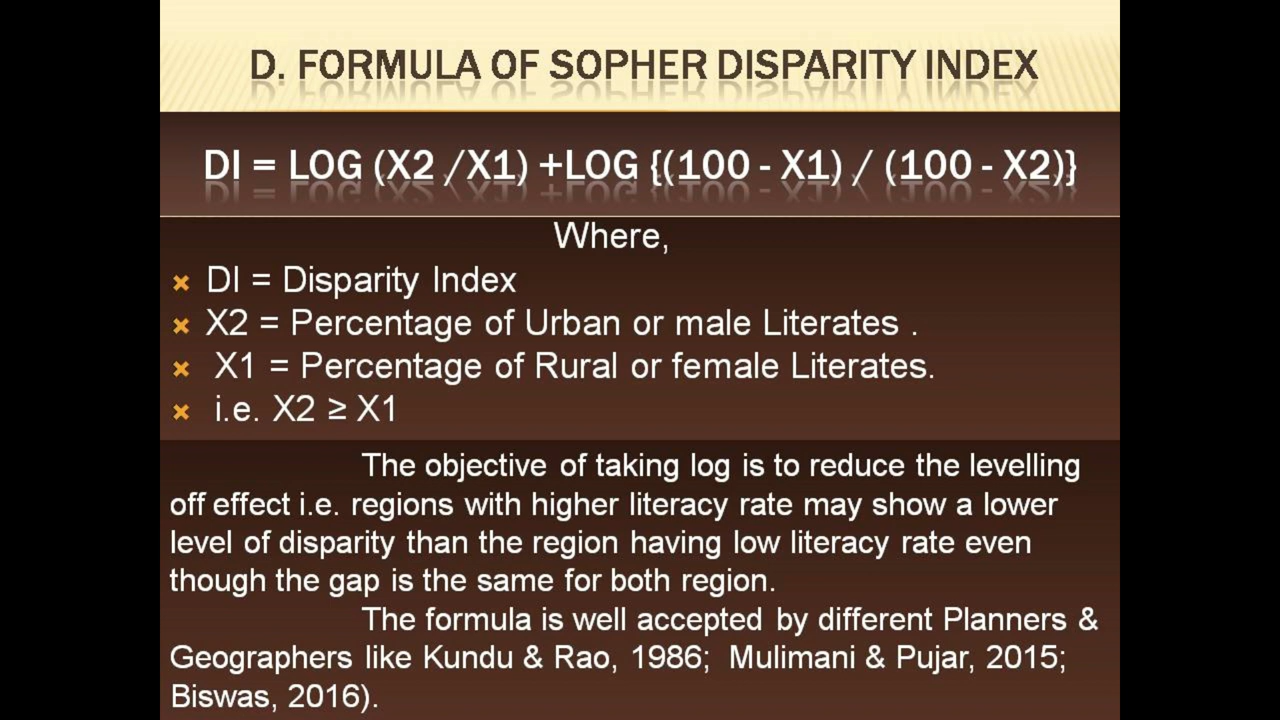 D. FORMULA OF SOPHER DISPARITY INDEX
DI = LOG (X2 /X1) +LOG {(100 - X1) / (100 - X2)}
Where,
DI = Disparity Index
X2 = Percentage of Urban or male Literates .
X1 = Percentage of Rural or female Literates.
i.e. X2 ≥ X1
The objective of taking log is to reduce the levelling
off effect i.e. regions with higher literacy rate may show a lower
level of disparity than the region having low literacy rate even
though the gap is the same for both region.
The formula is well accepted by different Planners &
Geographers like Kundu & Rao, 1986; Mulimani & Pujar, 2015;
Biswas, 2016).